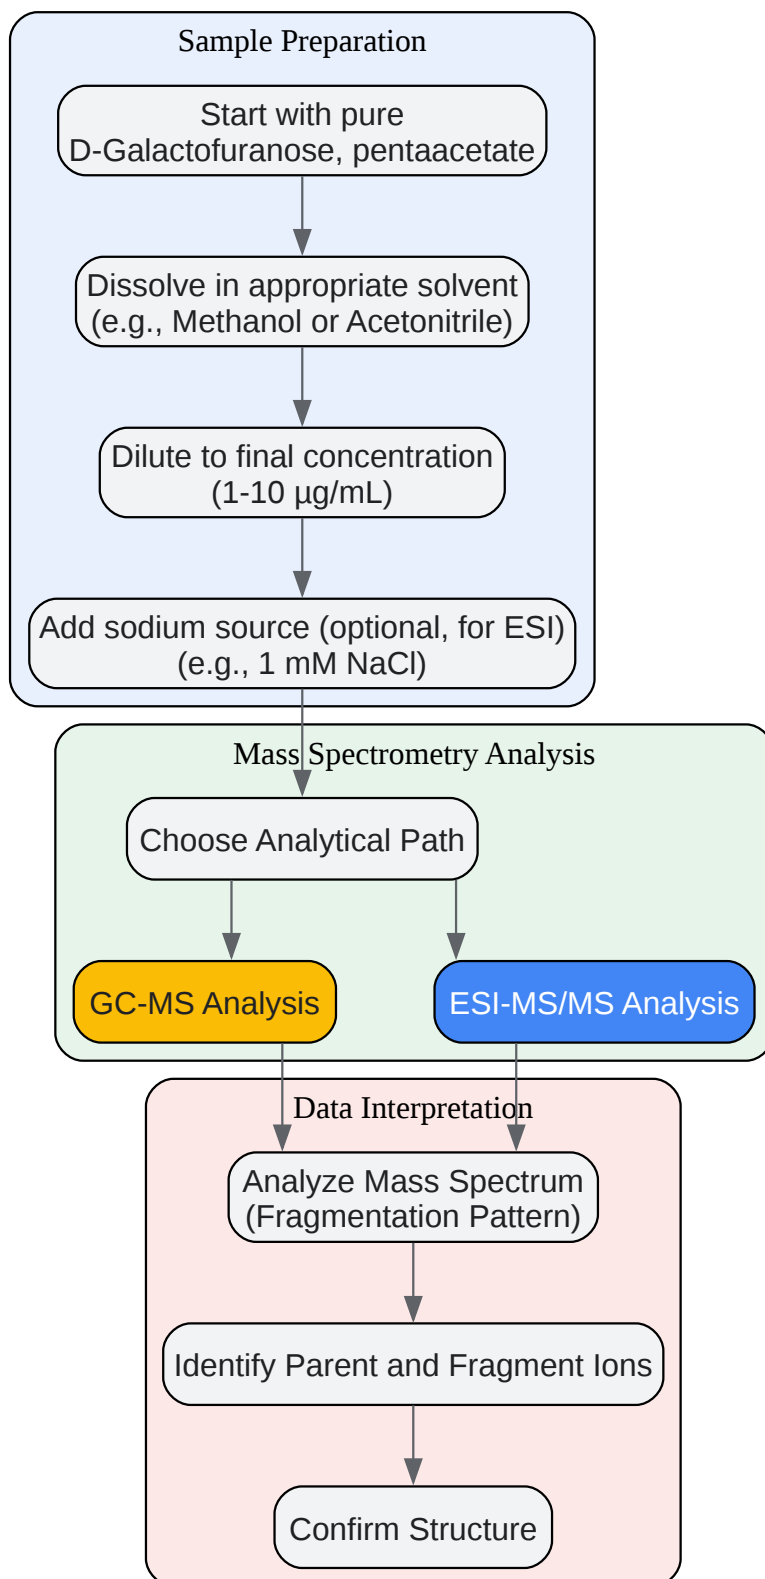 Sample Preparation
Start with pure
D-Galactofuranose, pentaacetate
Dissolve in appropriate solvent
(e.g., Methanol or Acetonitrile)
Dilute to final concentration
(1-10 µg/mL)
Add sodium source (optional, for ESI)
(e.g., 1 mM NaCl)
Mass Spectrometry Analysis
Choose Analytical Path
GC-MS Analysis
ESI-MS/MS Analysis
Data Interpretation
Analyze Mass Spectrum
(Fragmentation Pattern)
Identify Parent and Fragment Ions
Confirm Structure